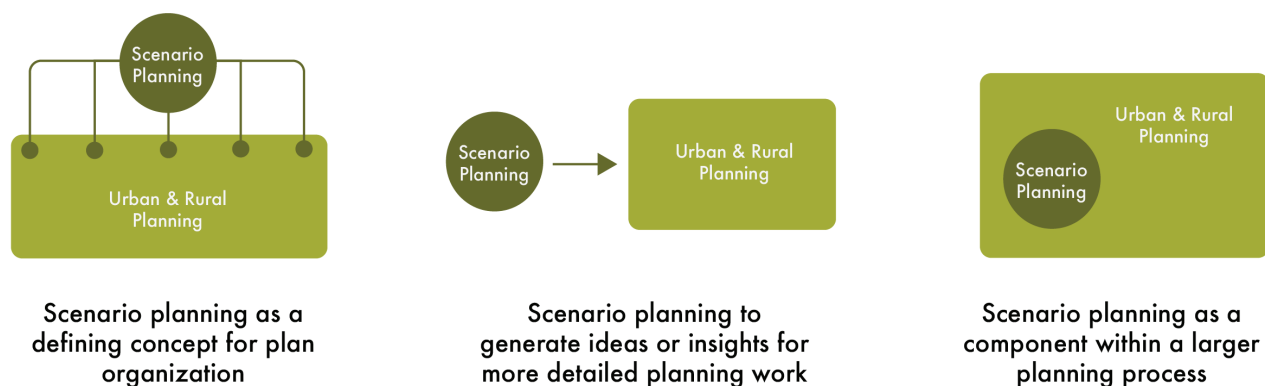 Scenario
Planning
Urban & Rural
Planning
Scenario planning as a
defining concept for plan
organization
Scenario
Planning
Urban & Rural
Planning
Scenario planning to
generate ideas or insights for
more detailed planning work
Urban & Rural
Planning
Scenario
Planning
Scenario planning as a
component within a larger
planning process